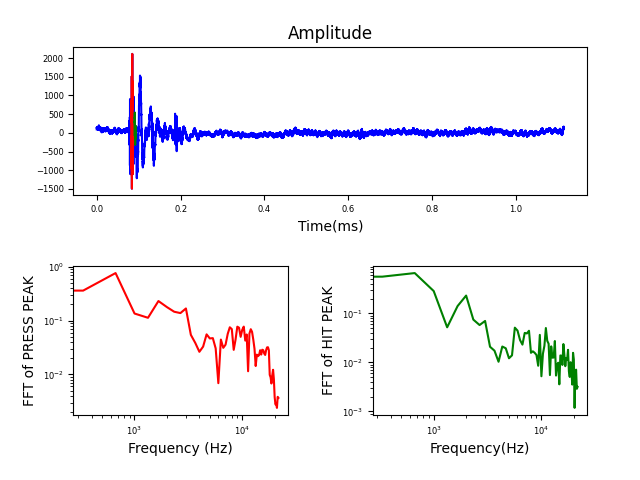 Amplitude
2000
1500
1000
500
0
−500
−1000
−1500
0.0 0.2 0.4 0.6 0.8 1.0
Time(ms)
FFT of PRESS PEAK
10⁰
10⁻¹
10⁻²
10³ 10⁴
Frequency (Hz)
FFT of HIT PEAK
10⁻¹
10⁻²
10⁻³
10³ 10⁴
Frequency(Hz)